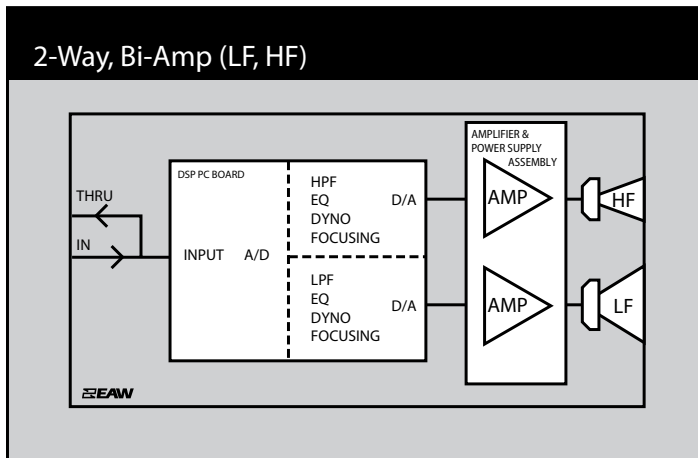 2-Way, Bi-Amp (LF, HF)
AMPLIFIER &
POWER SUPPLY
ASSEMBLY
DSP PC BOARD
THRU
IN
INPUT A/D
HPF
EQ
DYNO
FOCUSING
D/A
AMP
HF
LPF
EQ
DYNO
FOCUSING
D/A
AMP
LF
EAW